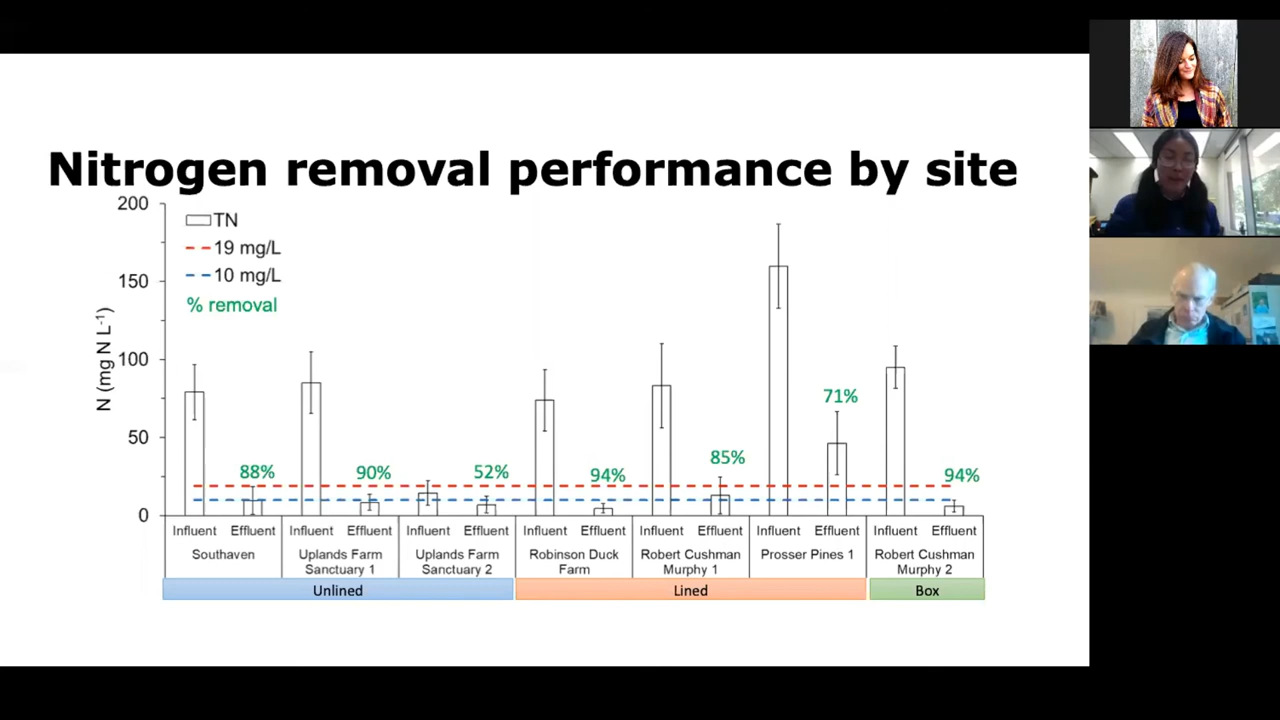 Nitrogen removal performance by site
200
150
100
50
0
N (mg N L-1)
TN
19 mg/L
10 mg/L
% removal
88%
90%
52%
94%
85%
71%
94%
Influent Effluent Influent Effluent Influent Effluent Influent Effluent Influent Effluent Influent Effluent Influent Effluent
Southaven
Uplands Farm
Sanctuary 1
Uplands Farm
Sanctuary 2
Robinson Duck
Farm
Robert Cushman
Murphy 1
Prosser Pines 1
Robert Cushman
Murphy 2
Unlined
Lined
Box